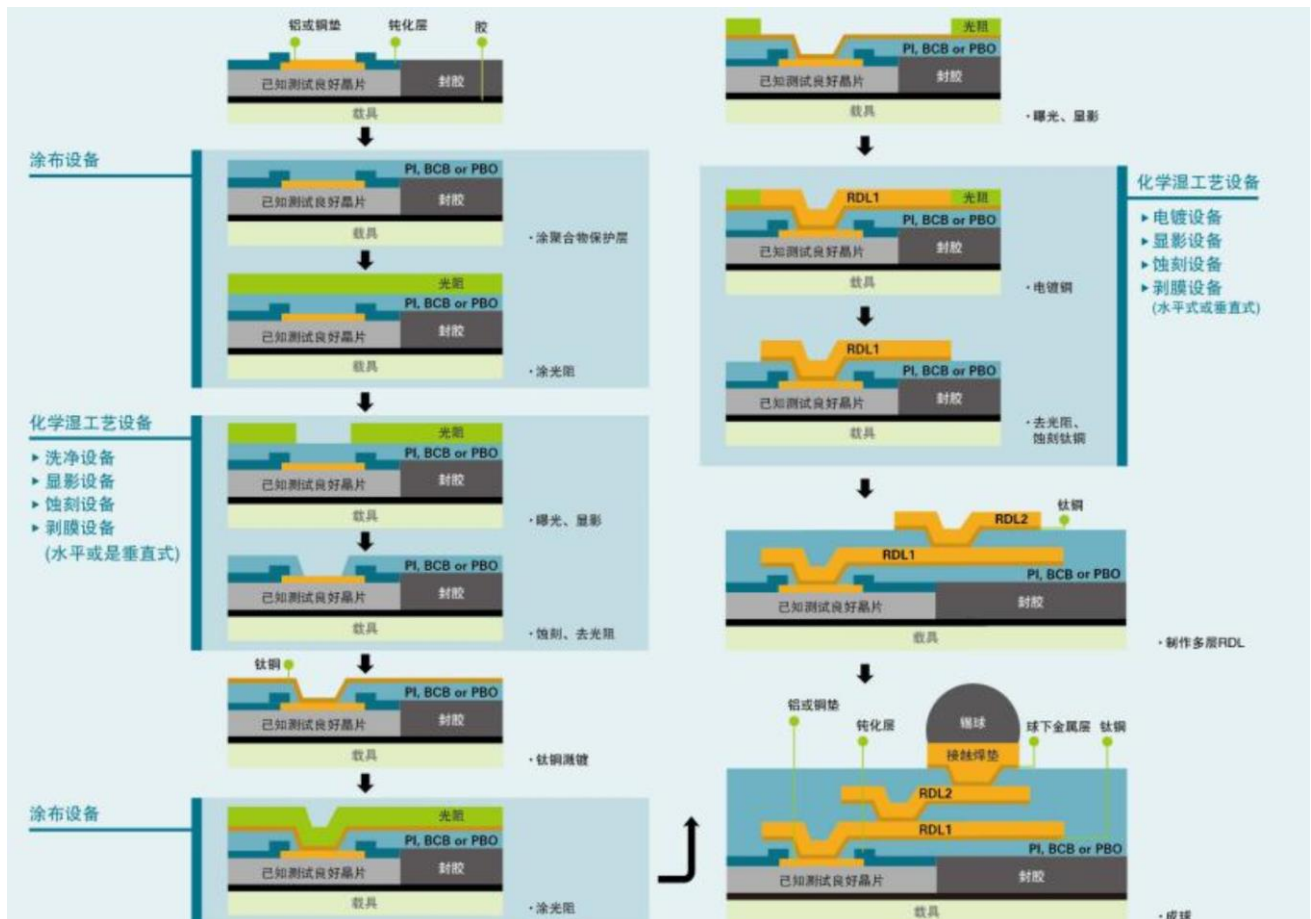 铝或铜垫 钝化层 胶
已知测试良好晶片 封胶
载具
涂布设备
PI, BCB or PBO
已知测试良好晶片 封胶
载具
・涂聚合物保护层
光阻
PI, BCB or PBO
已知测试良好晶片 封胶
载具
・涂光阻
化学湿工艺设备
▸ 洗净设备
▸ 显影设备
▸ 蚀刻设备
▸ 剥膜设备
(水平或是垂直式)
光阻
PI, BCB or PBO
已知测试良好晶片 封胶
载具
・曝光、显影
PI, BCB or PBO
已知测试良好晶片 封胶
载具
・蚀刻、去光阻
钛铜
PI, BCB or PBO
已知测试良好晶片 封胶
载具
・钛铜溅镀
涂布设备
光阻
PI, BCB or PBO
已知测试良好晶片 封胶
载具
・涂光阻
光阻
PI, BCB or PBO
已知测试良好晶片 封胶
载具
・曝光、显影
化学湿工艺设备
▸ 电镀设备
▸ 显影设备
▸ 蚀刻设备
▸ 剥膜设备
(水平式或垂直式)
RDL1 光阻
PI, BCB or PBO
已知测试良好晶片 封胶
载具
・电镀铜
RDL1
PI, BCB or PBO
已知测试良好晶片 封胶
载具
・去光阻、
蚀刻钛铜
钛铜
RDL2
RDL1
PI, BCB or PBO
已知测试良好晶片 封胶
载具
・制作多层RDL
铝或铜垫 钝化层 锡球 球下金属层 钛铜
接触焊垫
RDL2
RDL1
PI, BCB or PBO
已知测试良好晶片 封胶
载具